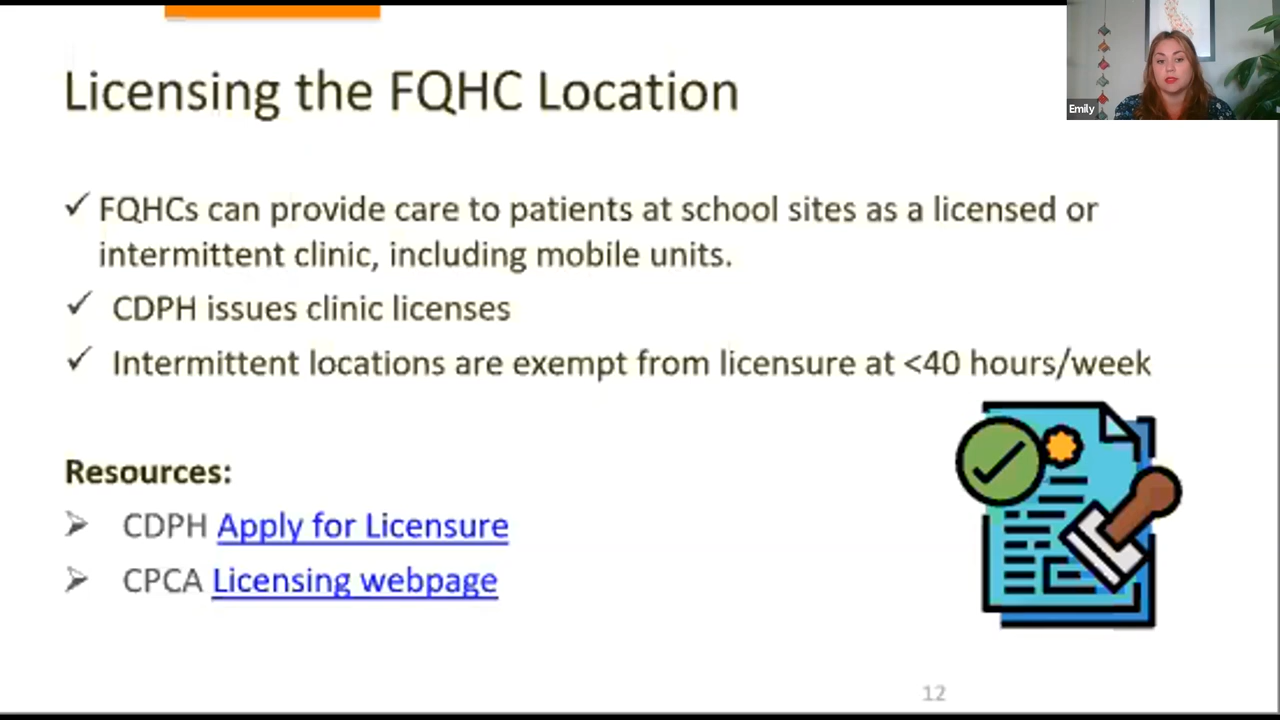 Licensing the FQHC Location
Emily
FQHCs can provide care to patients at school sites as a licensed or
intermittent clinic, including mobile units.
CDPH issues clinic licenses
Intermittent locations are exempt from licensure at <40 hours/week
Resources:
CDPH Apply for Licensure
CPCA Licensing webpage
12